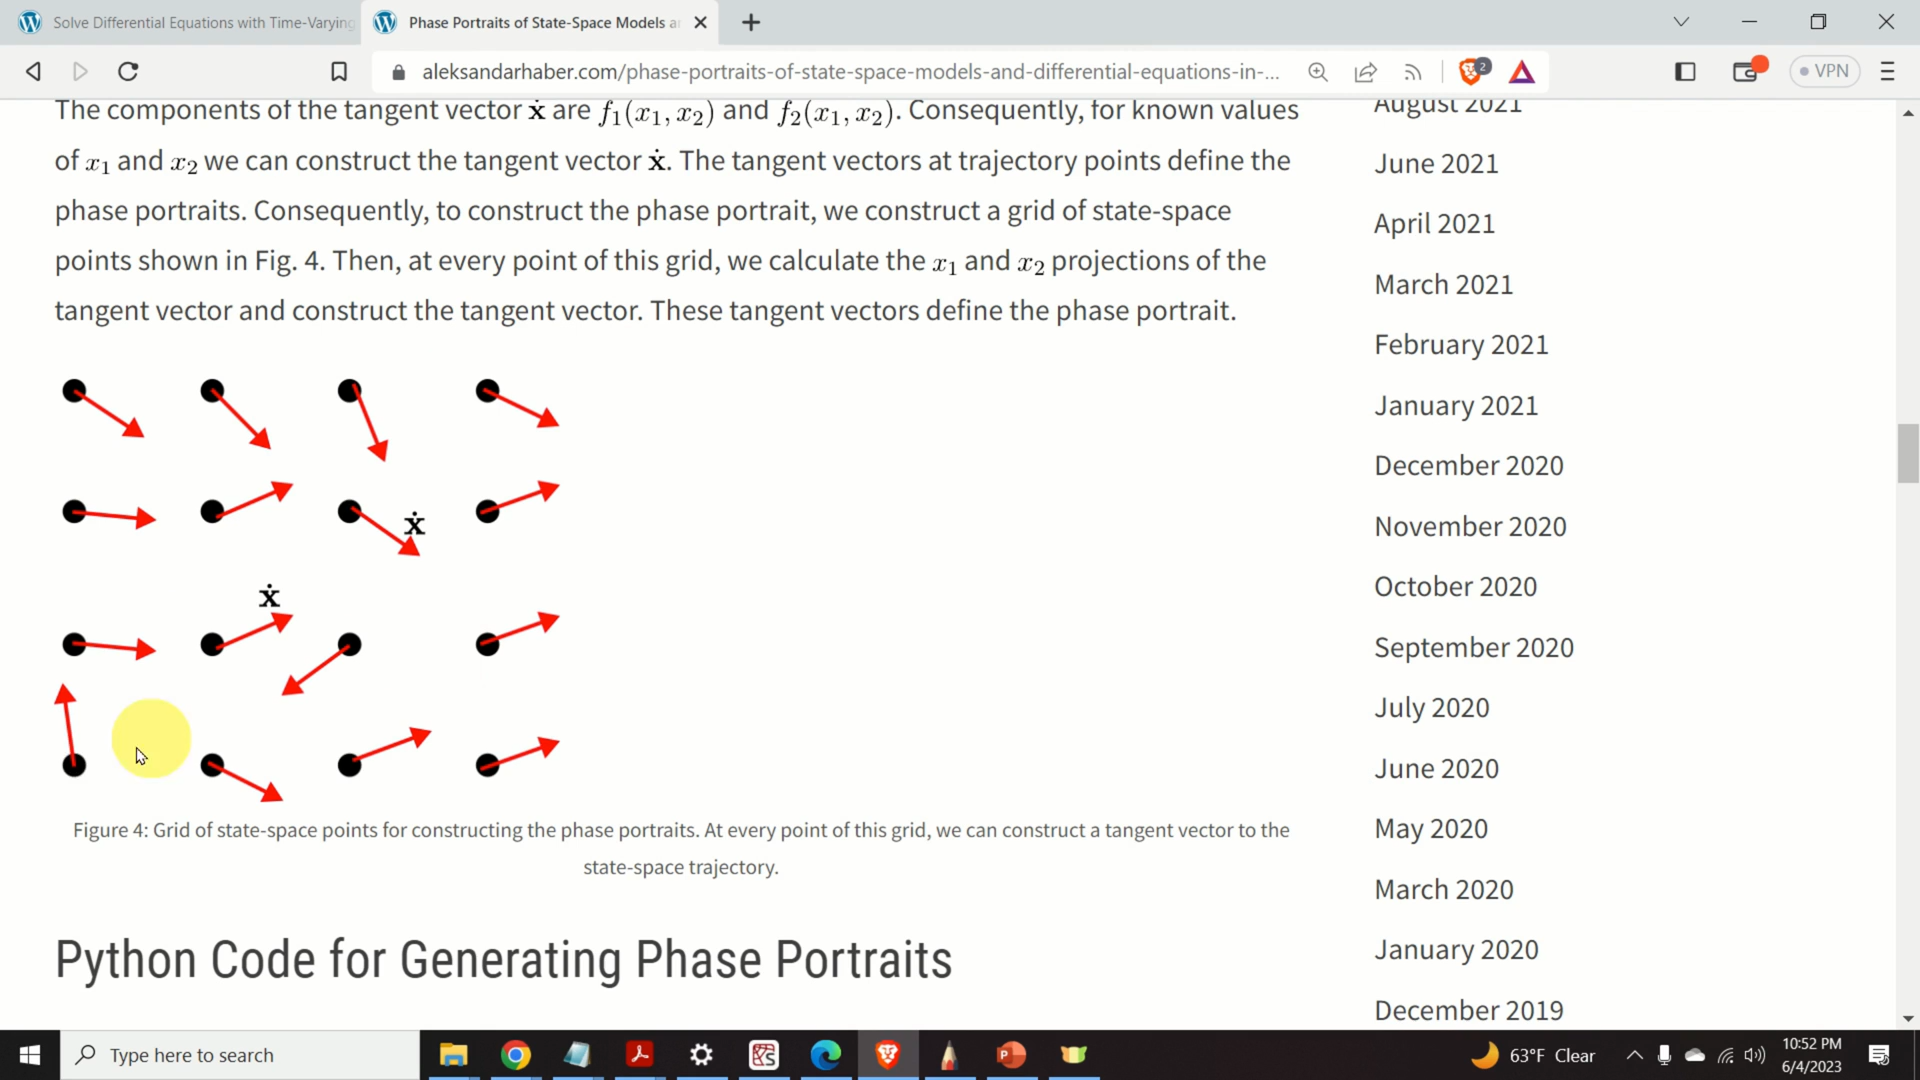 Solve Differential Equations with Time-Varying
Phase Portraits of State-Space Models a
aleksandarhaber.com/phase-portraits-of-state-space-models-and-differential-equations-in-...
2
VPN
The components of the tangent vector ẋ are f₁(x₁, x₂) and f₂(x₁, x₂). Consequently, for known values
of x₁ and x₂ we can construct the tangent vector ẋ. The tangent vectors at trajectory points define the
phase portraits. Consequently, to construct the phase portrait, we construct a grid of state-space
points shown in Fig. 4. Then, at every point of this grid, we calculate the x₁ and x₂ projections of the
tangent vector and construct the tangent vector. These tangent vectors define the phase portrait.
ẋ
ẋ
Figure 4: Grid of state-space points for constructing the phase portraits. At every point of this grid, we can construct a tangent vector to the
state-space trajectory.
Python Code for Generating Phase Portraits
August 2021
June 2021
April 2021
March 2021
February 2021
January 2021
December 2020
November 2020
October 2020
September 2020
July 2020
June 2020
May 2020
March 2020
January 2020
December 2019
Type here to search
63°F Clear
10:52 PM
6/4/2023